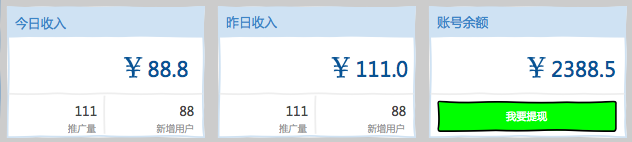 今日收入
¥ 88.8
111 88
推广量 新增用户
昨日收入
¥ 111.0
111 88
推广量 新增用户
账号余额
¥ 2388.5
我要提现